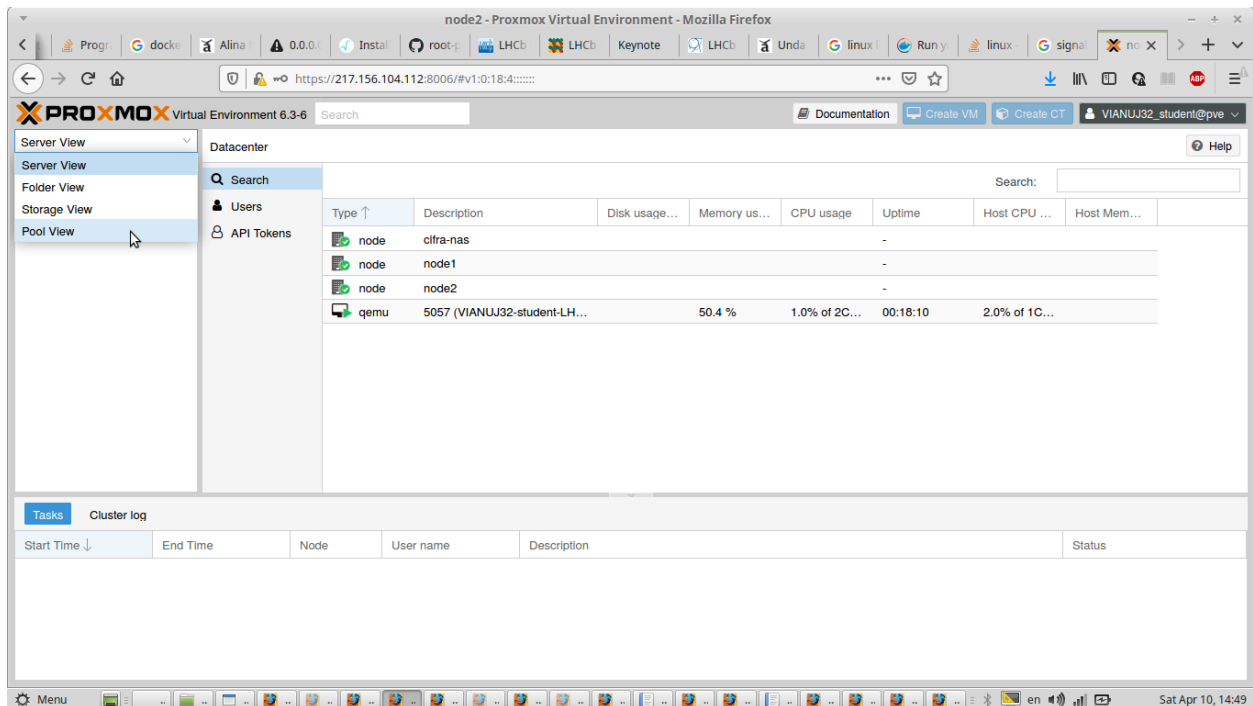 node2 - Proxmox Virtual Environment - Mozilla Firefox
Progr docke Alina 0.0.0. Install root-p LHCb LHCb Keynote LHCb Unda linux Run y linux - signal no
https://217.156.104.112:8006/#v1:0:18:4:::::::
ABP
PROXMOX Virtual Environment 6.3-6 Search Documentation Create VM Create CT VIANUJ32_student@pve
Server View Datacenter Help
Server View
Folder View
Storage View
Pool View
Search
Users
API Tokens
Search:
Type Description Disk usage... Memory us... CPU usage Uptime Host CPU ... Host Mem...
node cifra-nas -
node node1 -
node node2 -
qemu 5057 (VIANUJ32-student-LH... 50.4 % 1.0% of 2C... 00:18:10 2.0% of 1C...
Tasks Cluster log
Start Time End Time Node User name Description Status
Menu en Sat Apr 10, 14:49